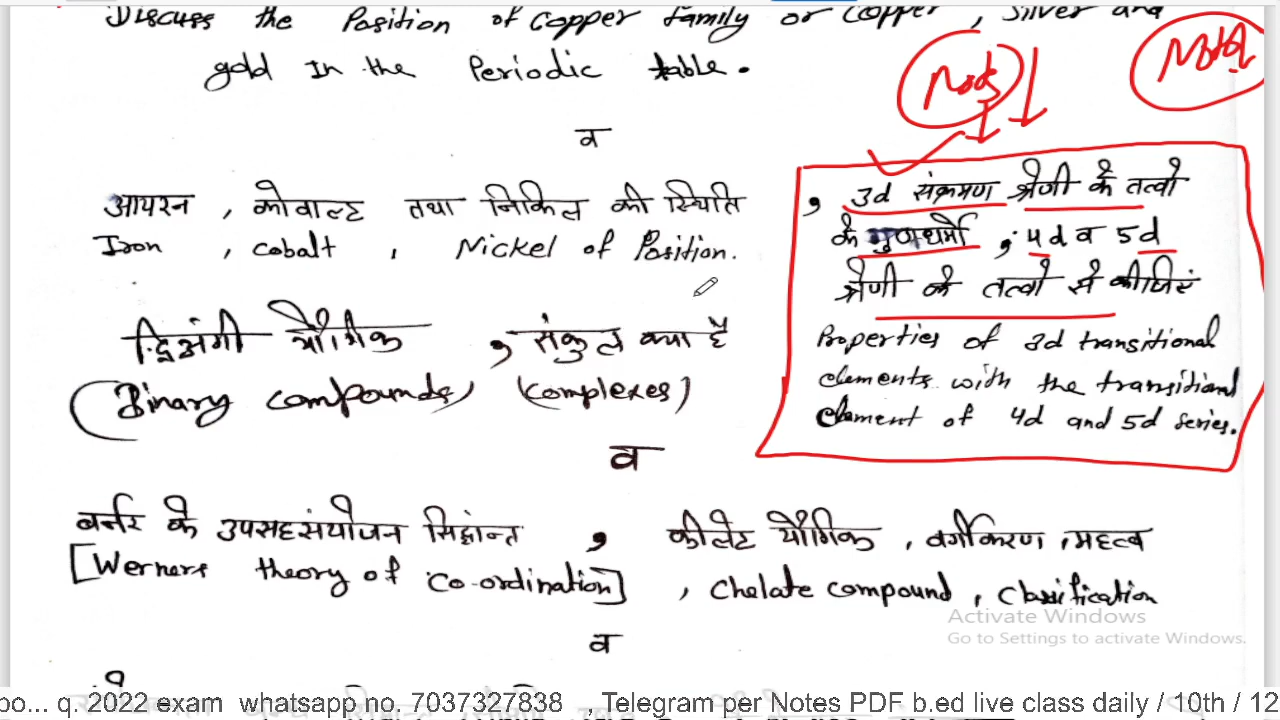 Discuss the Position of Copper family or Copper, Silver and
gold In the Periodic table.
Note
व
आयरन , कोवाल्ट तथा निकिल की स्थिति
Iron , cobalt , Nickel of Position.
, 3d संक्रमण श्रेणी के तत्वो
के गुणधर्मो , 4d व 5d
श्रेणी के तत्वो से कीजिए
Properties of 3d transitional
elements with the transitional
element of 4d and 5d series.
द्विअंगी यौगिक , संकुल क्या है
(Binary compounds) (complexes)
व
वर्नर के उपसहसंयोजन सिद्धांन्त , कीलेट यौगिक , वर्गीकरण , महत्व
[Werners theory of co-ordination] , Chelate compound , Classification
व
Activate Windows
Go to Settings to activate Windows.
po... q. 2022 exam whatsapp no. 7037327838 , Telegram per Notes PDF b.ed live class daily / 10th / 12